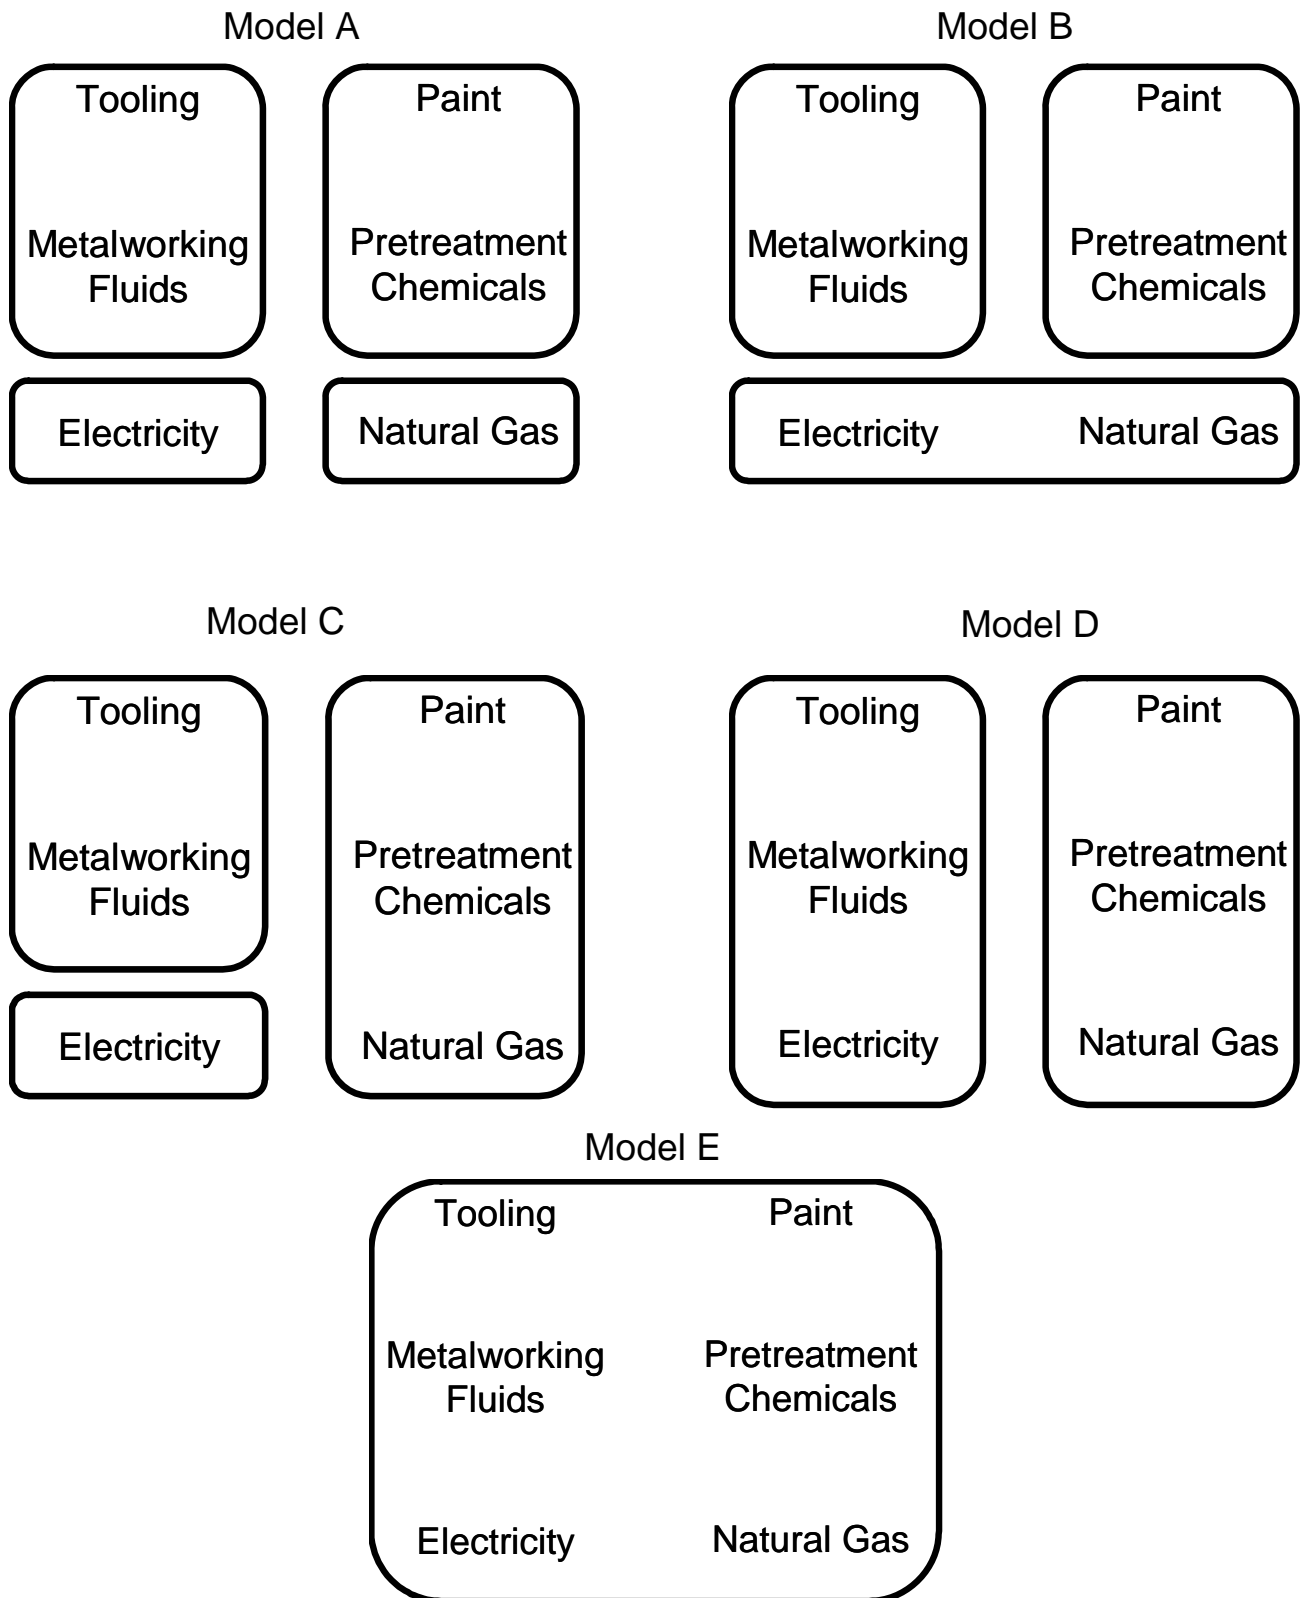 Model A
Tooling
Metalworking
Fluids
Electricity
Paint
Pretreatment
Chemicals
Natural Gas
Model B
Tooling
Metalworking
Fluids
Paint
Pretreatment
Chemicals
Electricity
Natural Gas
Model C
Tooling
Metalworking
Fluids
Electricity
Paint
Pretreatment
Chemicals
Natural Gas
Model D
Tooling
Metalworking
Fluids
Electricity
Paint
Pretreatment
Chemicals
Natural Gas
Model E
Tooling
Metalworking
Fluids
Electricity
Paint
Pretreatment
Chemicals
Natural Gas